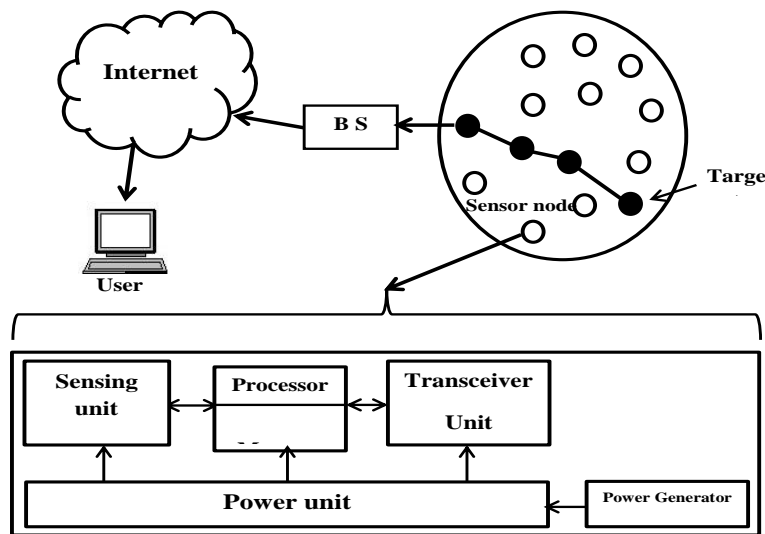 Internet
B S
Targe
Sensor node
User
Sensing
unit
Processor
Transceiver
Unit
Power unit
Power Generator